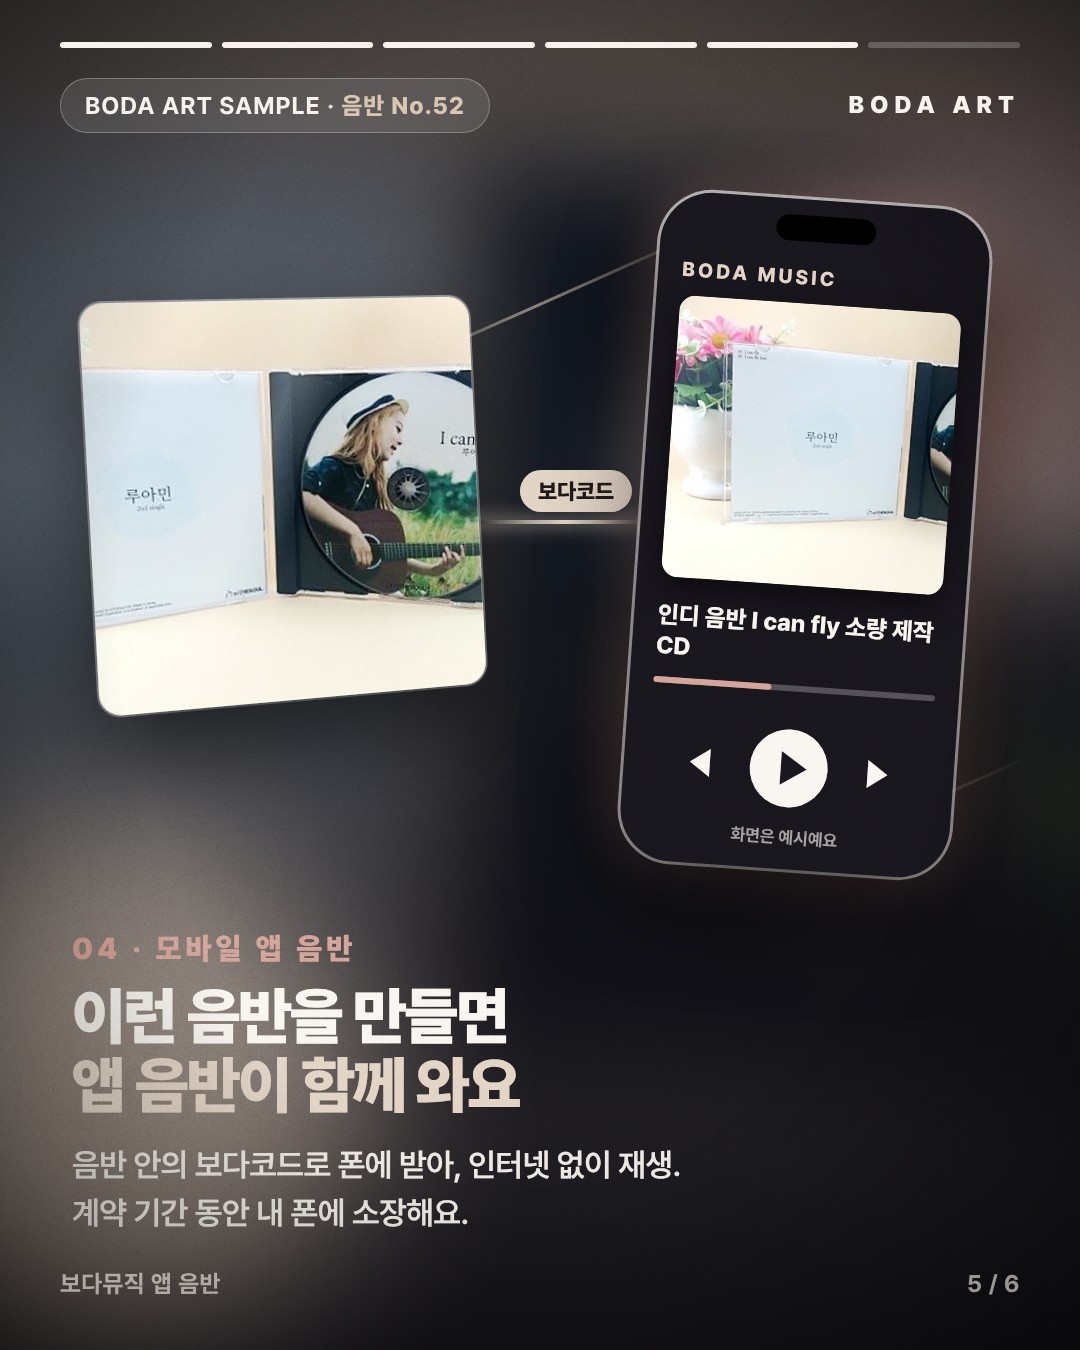 BODA ART SAMPLE · 음반 No.52
BODA ART
루아민
2nd single
I can
BODA MUSIC
루아민
2nd single
보다코드
인디 음반 I can fly 소량 제작
CD
화면은 예시예요
04 · 모바일 앱 음반
이런 음반을 만들면
앱 음반이 함께 와요
음반 안의 보다코드로 폰에 받아, 인터넷 없이 재생.
계약 기간 동안 내 폰에 소장해요.
보다뮤직 앱 음반
5 / 6